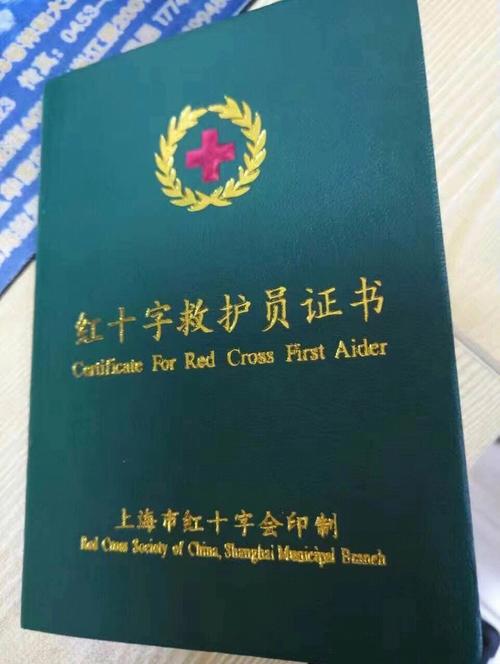 红十字救护员证书
Certificate For Red Cross First Aider
上海市红十字会印制
Red Cross Society of China, Shanghai Municipal Branch